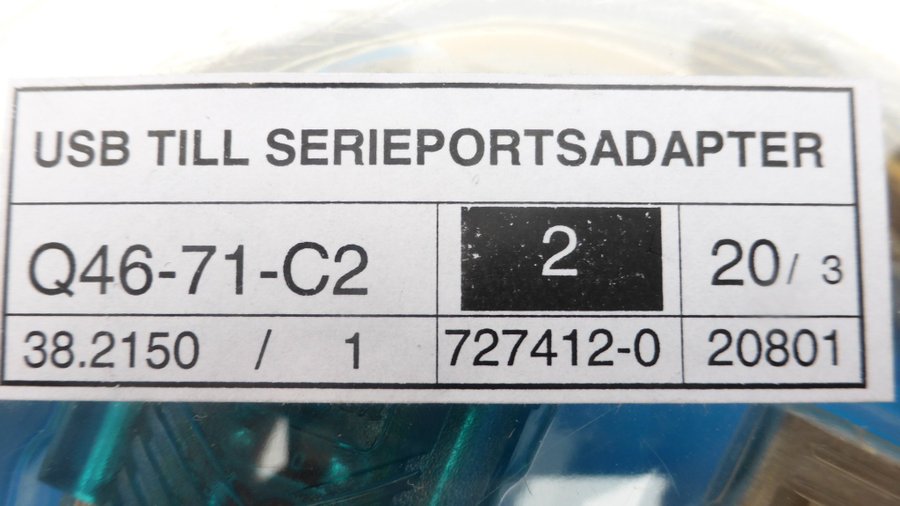 USB TILL SERIEPORTSADAPTER
Q46-71-C2 2 20/ 3
38.2150 / 1 727412-0 20801